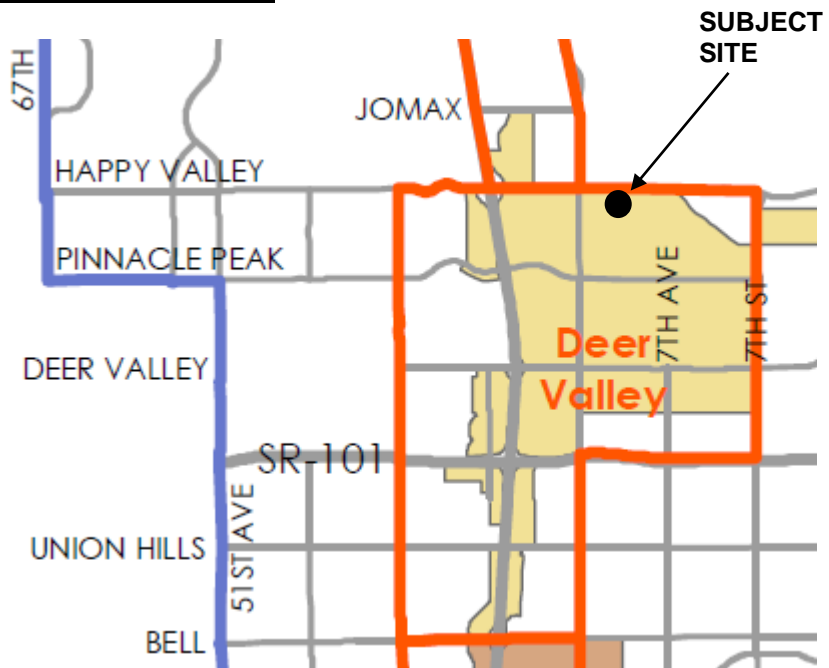 SUBJECT
SITE
67TH
JOMAX
HAPPY VALLEY
PINNACLE PEAK
7TH AVE
7TH ST
Deer
Valley
DEER VALLEY
SR-101
51ST AVE
UNION HILLS
BELL